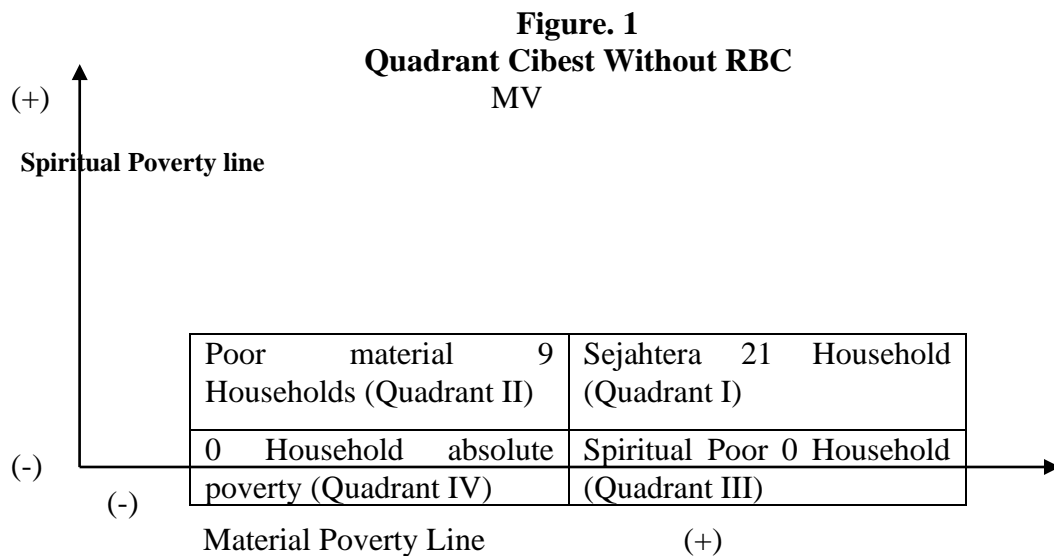 Figure. 1
Quadrant Cibest Without RBC
(+)
MV
Spiritual Poverty line
Poor material 9
Households (Quadrant II)
Sejahtera 21 Household
(Quadrant I)
0 Household absolute
poverty (Quadrant IV)
Spiritual Poor 0 Household
(Quadrant III)
(-)
(-)
Material Poverty Line
(+)